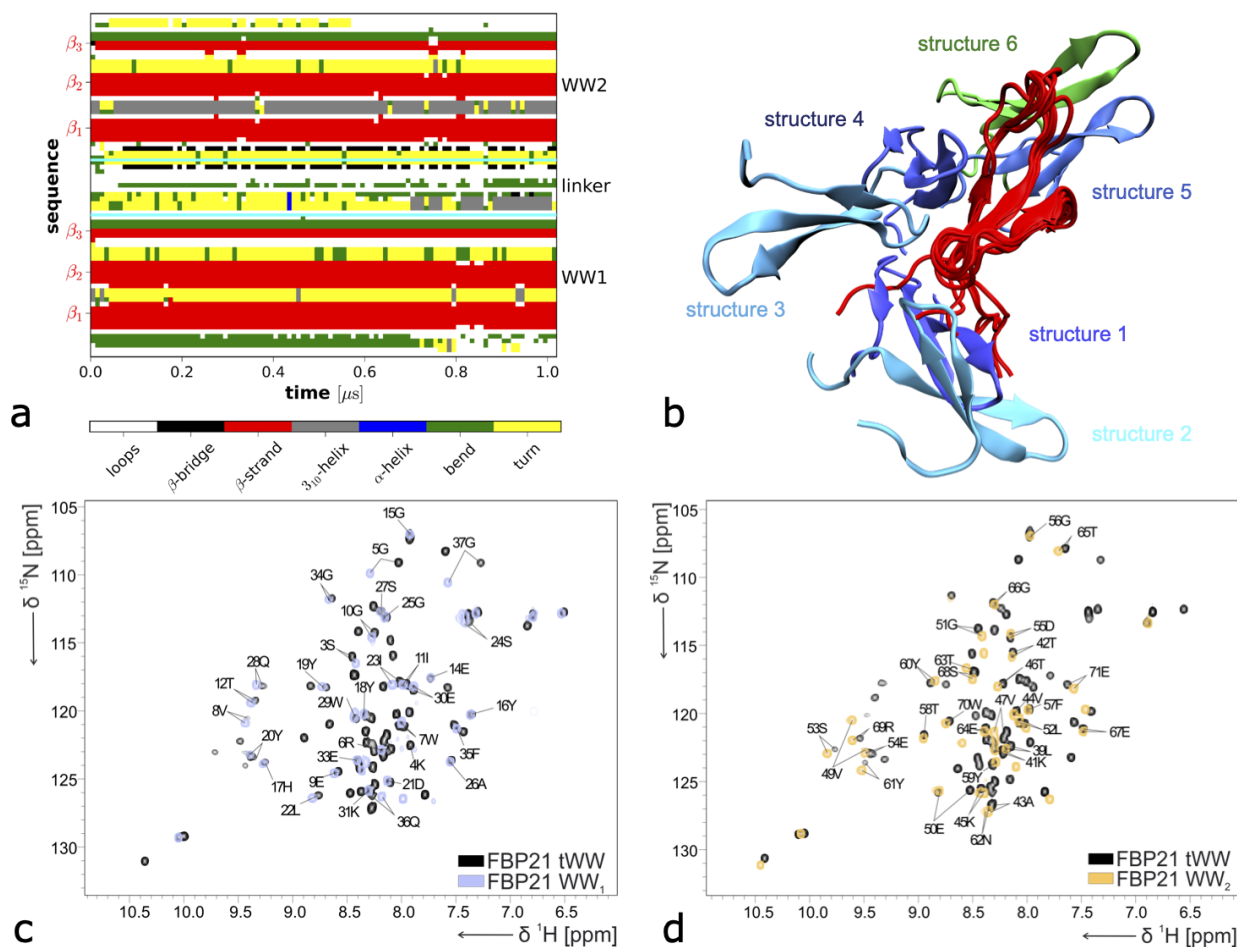 β3
β2
WW2
β1
sequence
linker
β3
β2
WW1
β1
0.0 0.2 0.4 0.6 0.8 1.0
time [μs]
a
loops
β-bridge
β-strand
3₁₀-helix
α-helix
bend
turn
structure 6
structure 4
structure 5
structure 3
structure 1
structure 2
b
105
110
115
120
125
130
δ ¹⁵N [ppm]
15G
5G
37G
34G
27S
10G
25G
24S
3S
28Q
19Y
23I
11I
14E
12T
18Y
30E
8V
29W
16Y
20Y
6R
7W
35F
33E
4K
17H
9E
21D
26A
22L
31K
36Q
FBP21 tWW
FBP21 WW₁
10.5 10.0 9.5 9.0 8.5 8.0 7.5 7.0 6.5
c
δ ¹H [ppm]
105
110
115
120
125
130
δ ¹⁵N [ppm]
56G
65T
66G
51G
55D
42T
63T
60Y
68S
46T
71E
47V
44V
58T
70W
57F
53S
69R
64E
52L
67E
54E
39L
49V
41K
61Y
59Y
50E
45K
43A
62N
FBP21 tWW
FBP21 WW₂
10.5 10.0 9.5 9.0 8.5 8.0 7.5 7.0 6.5
d
δ ¹H [ppm]